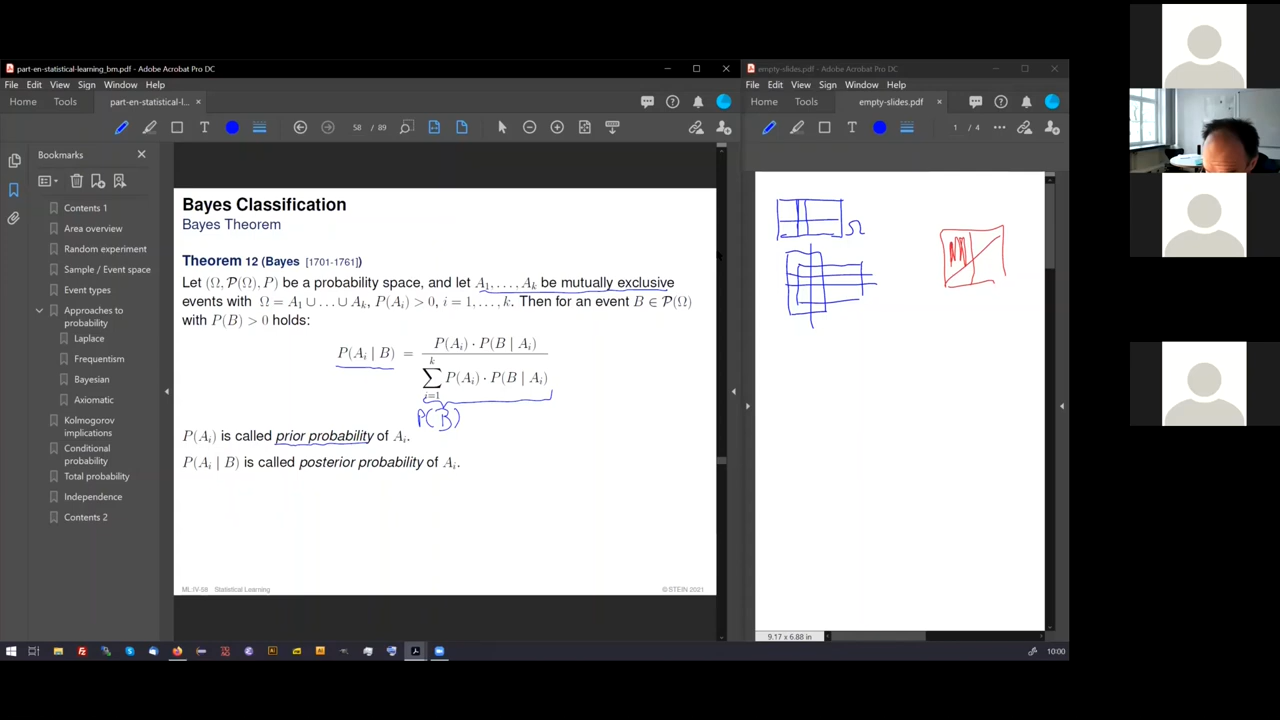 part-en-statistical-learning_bm.pdf - Adobe Acrobat Pro DC
File Edit View Sign Window Help
Home Tools part-en-statistical-l... ×
58 / 89
Bookmarks
Contents 1
Area overview
Random experiment
Sample / Event space
Event types
Approaches to
probability
Laplace
Frequentism
Bayesian
Axiomatic
Kolmogorov
implications
Conditional
probability
Total probability
Independence
Contents 2
Bayes Classification
Bayes Theorem
Theorem 12 (Bayes [1701-1761])
Let (Ω, P(Ω), P) be a probability space, and let A₁, . . . , Aₖ be mutually exclusive
events with Ω = A₁ ∪ . . . ∪ Aₖ, P(Aᵢ) > 0, i = 1, . . . , k. Then for an event B ∈ P(Ω)
with P(B) > 0 holds:
P(Aᵢ | B) = P(Aᵢ) · P(B | Aᵢ)
k
∑ P(Aᵢ) · P(B | Aᵢ)
i=1
P(B)
P(Aᵢ) is called prior probability of Aᵢ.
P(Aᵢ | B) is called posterior probability of Aᵢ.
ML:IV-58 Statistical Learning
© STEIN 2021
empty-slides.pdf - Adobe Acrobat Pro DC
File Edit View Sign Window Help
Home Tools empty-slides.pdf ×
1 / 4
Ω
9.17 x 6.88 in
10:00